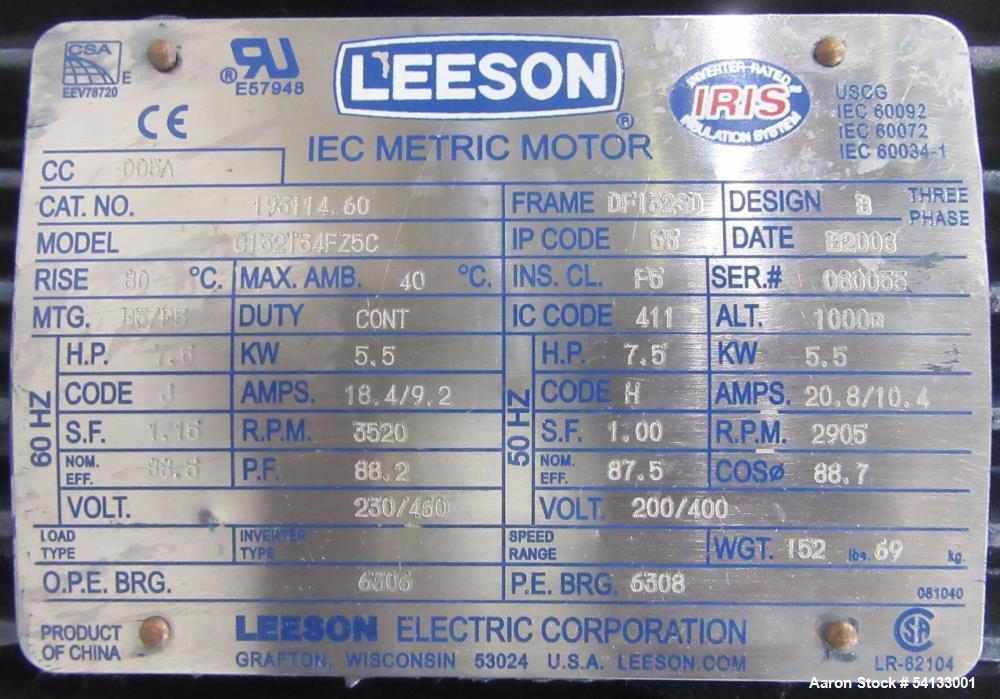 CSA
E
EEV78720
® E57948
LEESON ®
INVERTER-RATED
IRIS
INSULATION SYSTEM
USCG
IEC 60092
IEC 60072
IEC 60034-1
CE
IEC METRIC MOTOR
CC 005A
CAT. NO. 193114.60 FRAME DF132SD DESIGN B THREE PHASE
MODEL C132T34FZ5C IP CODE 55 DATE
RISE 80 °C. MAX. AMB. 40 °C. INS. CL. SER.#
MTG. B3/B5 DUTY CONT IC CODE 411 ALT. 1000m
60 HZ
H.P. 7.5 KW 5.5
CODE J AMPS. 18.4/9.2
S.F. 1.15 R.P.M. 3520
NOM. EFF. 88.5 P.F. 88.2
VOLT. 230/460
50 HZ
H.P. 7.5 KW 5.5
CODE H AMPS. 20.8/10.4
S.F. 1.00 R.P.M. 2905
NOM. EFF. 87.5 COSø 88.7
VOLT. 200/400
LOAD TYPE INVERTER TYPE SPEED RANGE WGT. 152 lbs. 69 kg.
O.P.E. BRG. 6306 P.E. BRG. 6308 081040
PRODUCT OF CHINA
LEESON ELECTRIC CORPORATION
GRAFTON, WISCONSIN 53024 U.S.A. LEESON.COM
LR-62104
Aaron Stock # 54133001